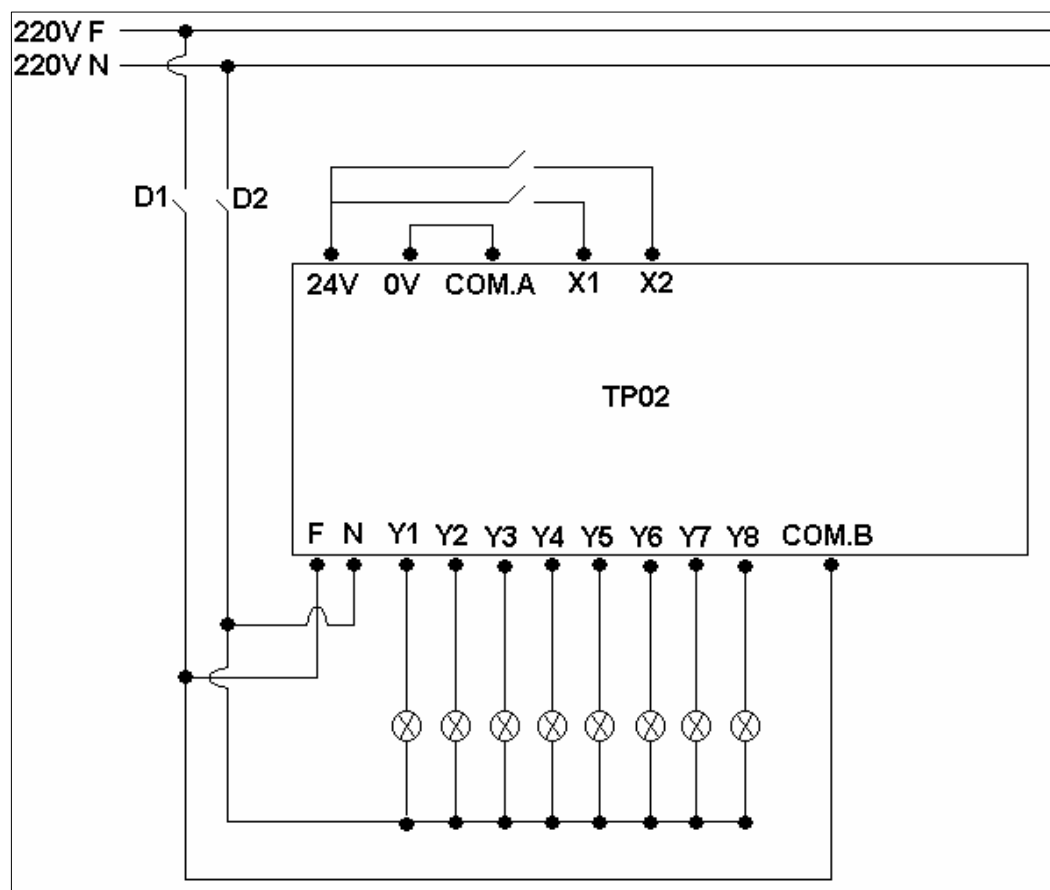 220V F
220V N
D1 D2
24V 0V COM.A X1 X2
TP02
F N Y1 Y2 Y3 Y4 Y5 Y6 Y7 Y8 COM.B